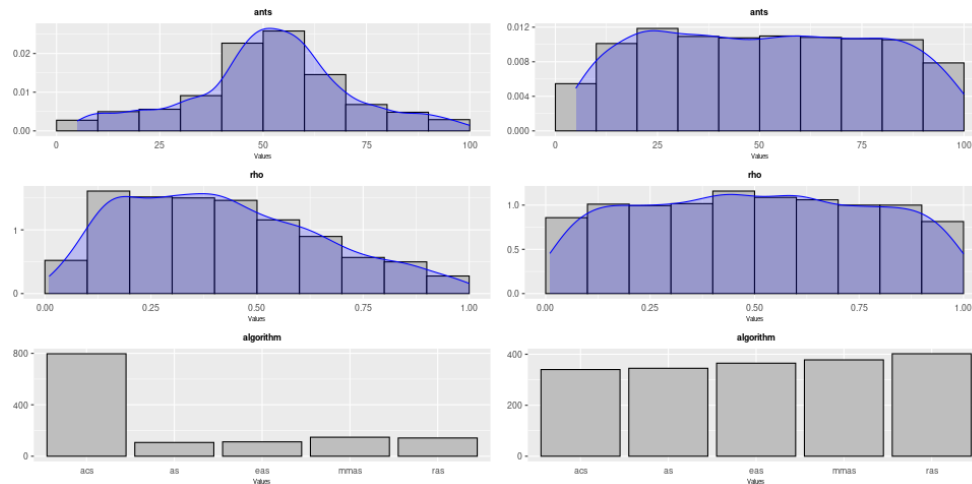 ants
0.02
0.01
0.00
0 25 50 75 100
Values
ants
0.012
0.008
0.004
0.000
0 25 50 75 100
Values
rho
1
0
0.00 0.25 0.50 0.75 1.00
Values
rho
1.0
0.5
0.0
0.00 0.25 0.50 0.75 1.00
Values
algorithm
800
400
0
acs as eas mmas ras
Values
algorithm
400
200
0
acs as eas mmas ras
Values